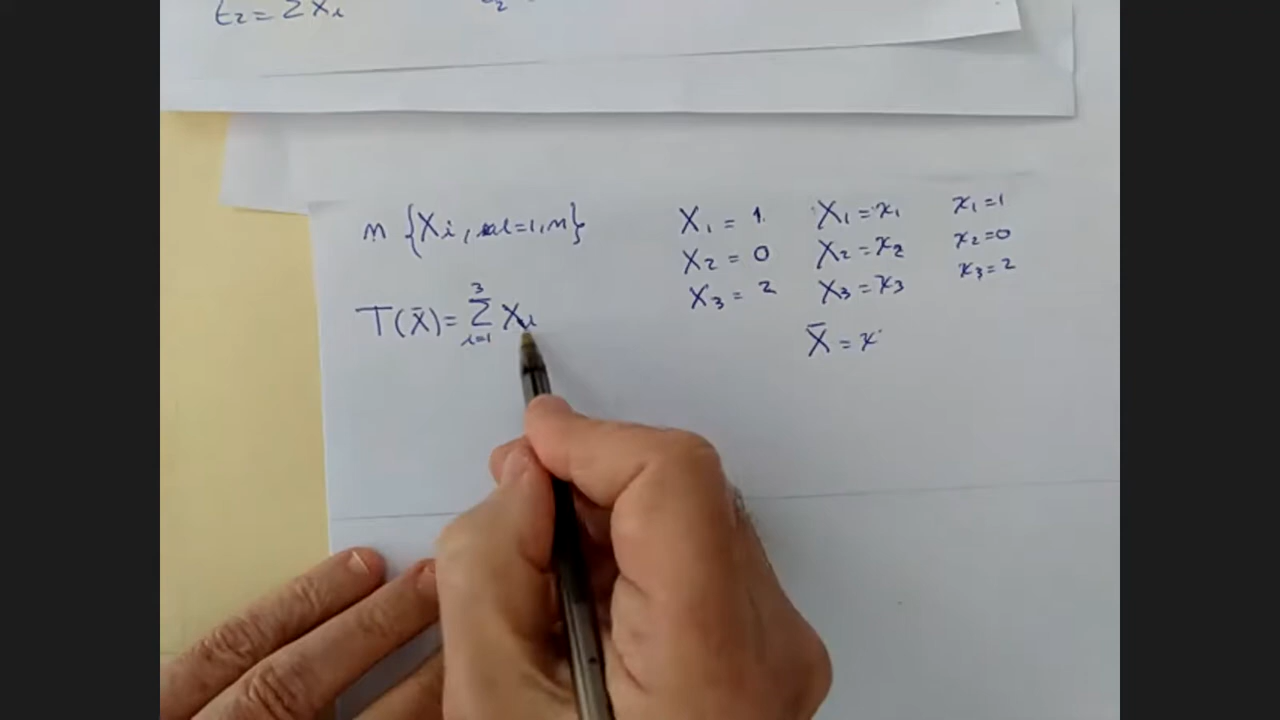 t₂ = Σ Xᵢ
n {Xᵢ, i=1,n} X₁ = 1 X₁ = x₁ x₁ = 1
X₂ = 0 X₂ = x₂ x₂ = 0
X₃ = 2 X₃ = x₃ x₃ = 2
T(X̄) = Σ³ᵢ₌₁ Xᵢ X̄ = x